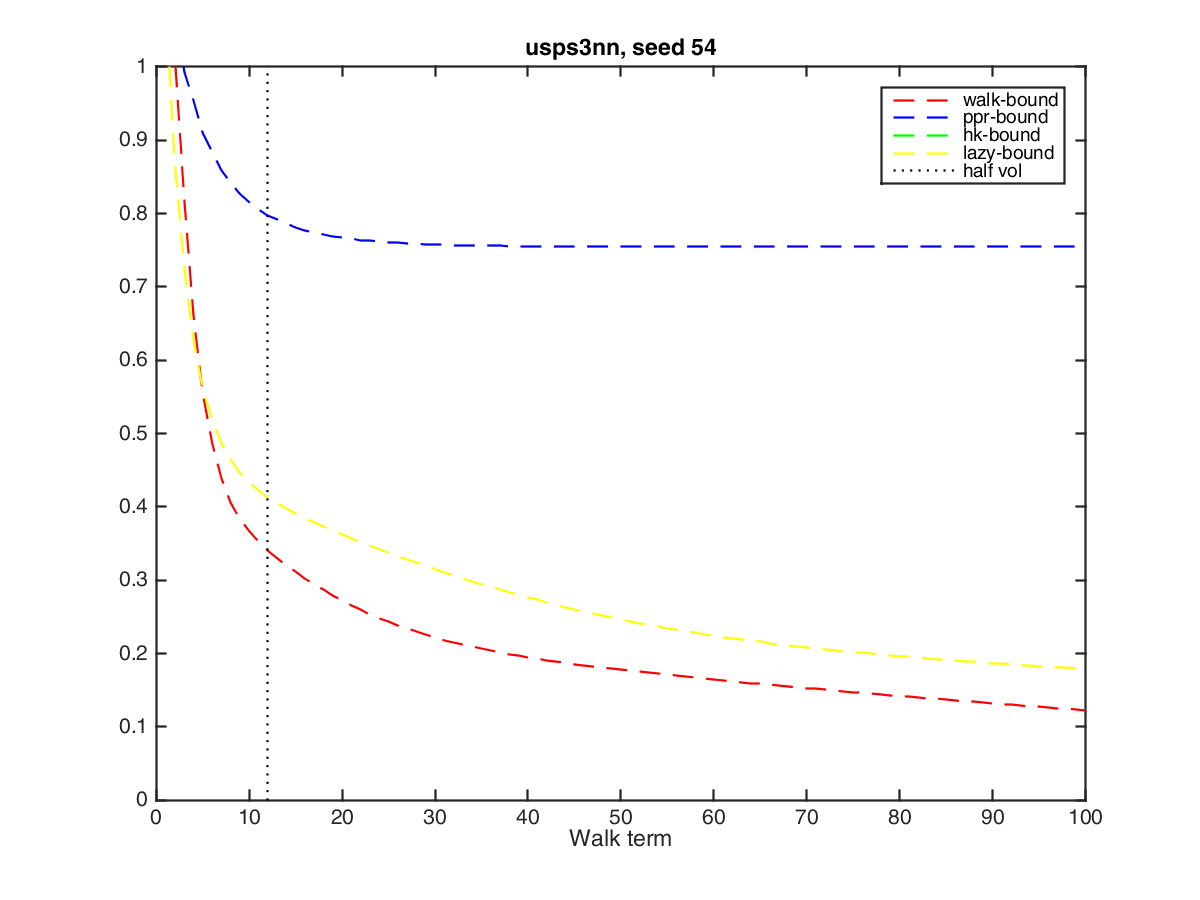 usps3nn, seed 54
1
0.9
0.8
0.7
0.6
0.5
0.4
0.3
0.2
0.1
0
walk-bound
ppr-bound
hk-bound
lazy-bound
half vol
0 10 20 30 40 50 60 70 80 90 100
Walk term